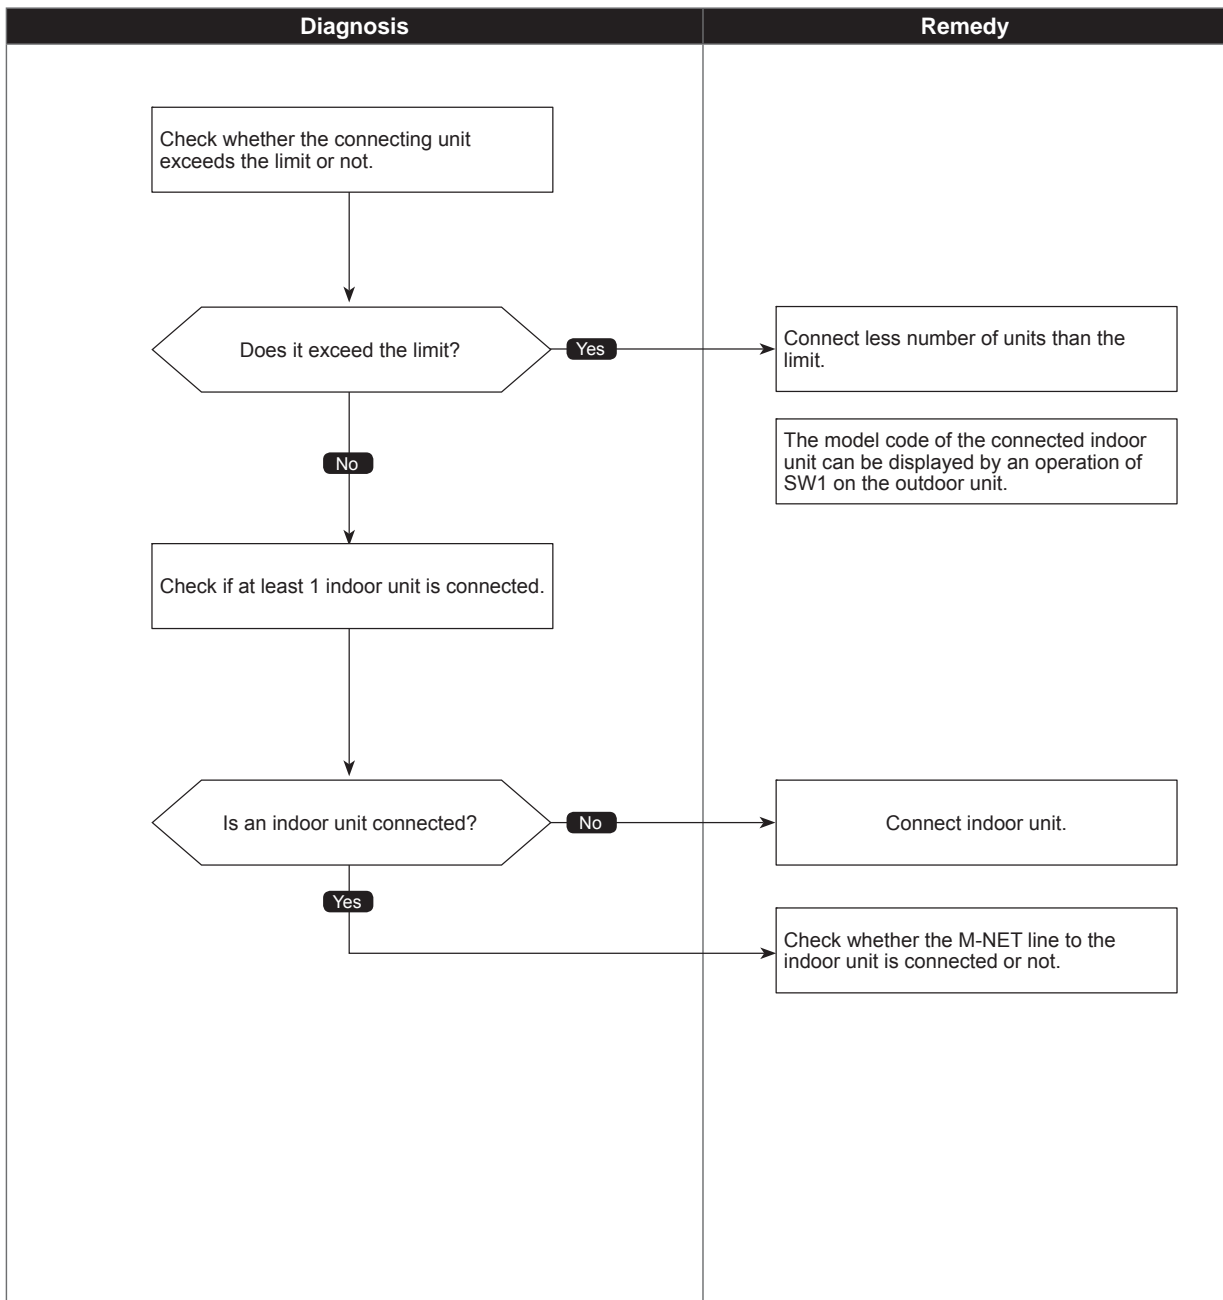 Diagnosis
Remedy
Check whether the connecting unit
exceeds the limit or not.
Does it exceed the limit?
Yes
Connect less number of units than the
limit.
The model code of the connected indoor
unit can be displayed by an operation of
SW1 on the outdoor unit.
No
Check if at least 1 indoor unit is connected.
Is an indoor unit connected?
No
Connect indoor unit.
Yes
Check whether the M-NET line to the
indoor unit is connected or not.